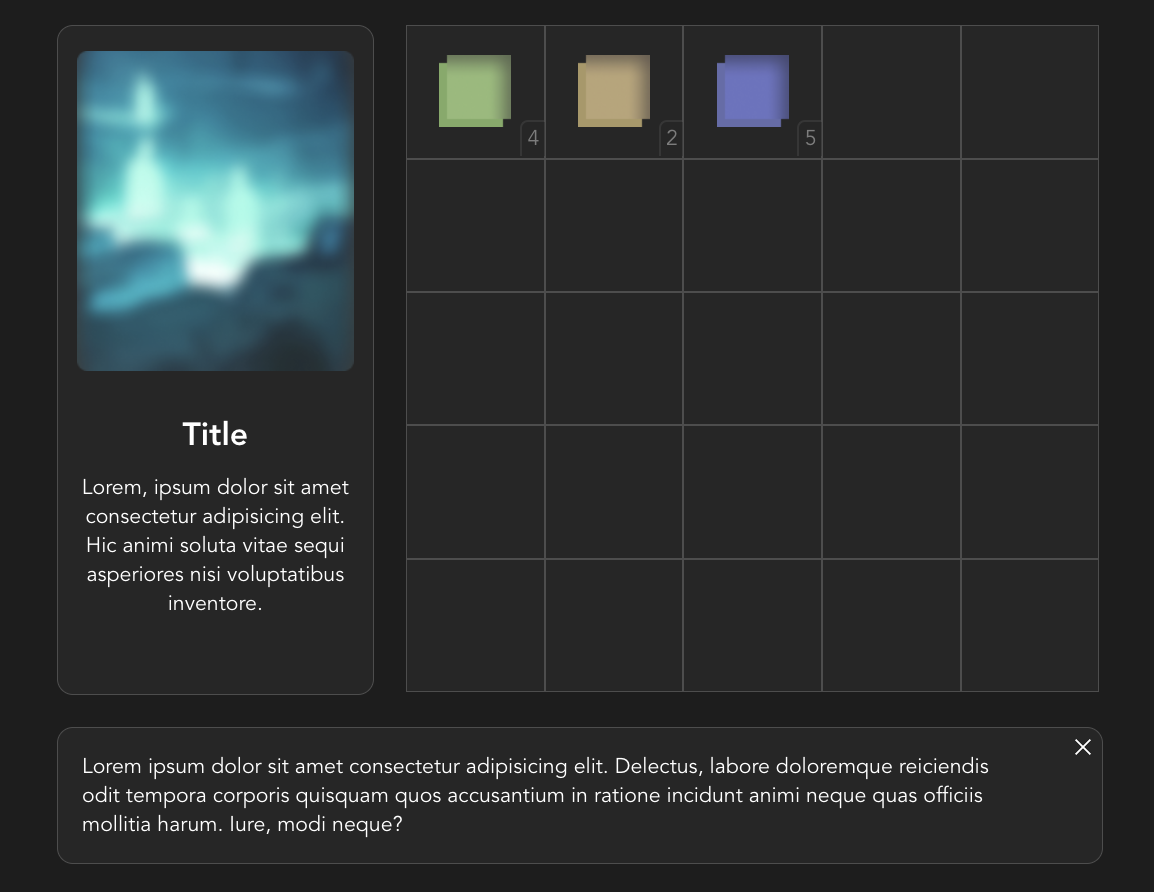 4
2
5
Title
Lorem, ipsum dolor sit amet
consectetur adipisicing elit.
Hic animi soluta vitae sequi
asperiores nisi voluptatibus
inventore.
Lorem ipsum dolor sit amet consectetur adipisicing elit. Delectus, labore doloremque reiciendis
odit tempora corporis quisquam quos accusantium in ratione incidunt animi neque quas officiis
mollitia harum. Iure, modi neque?